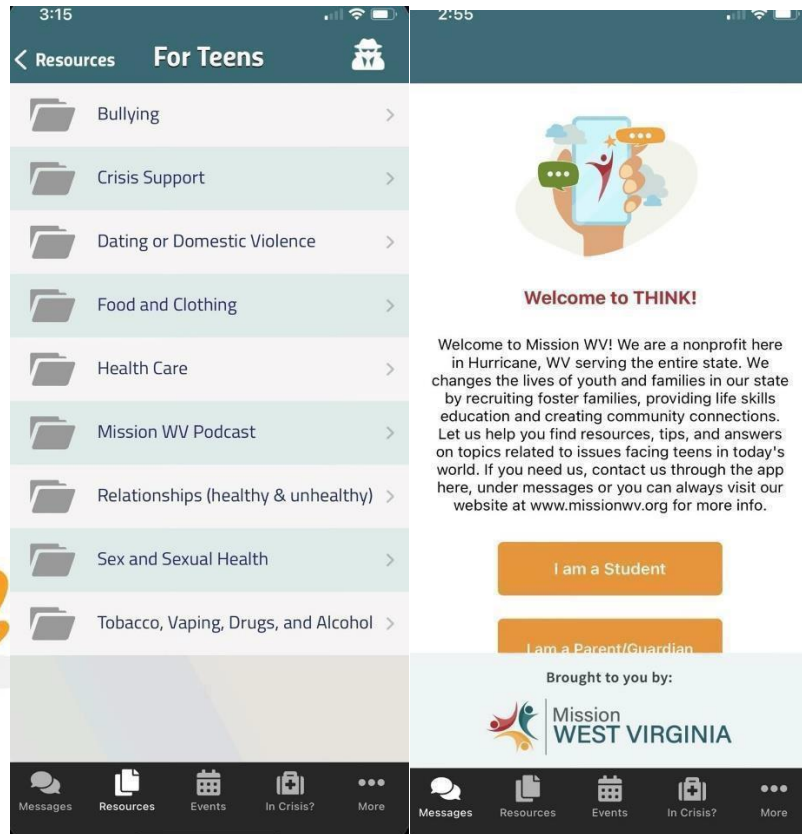 3:15
Resources
For Teens
Bullying
Crisis Support
Dating or Domestic Violence
Food and Clothing
Health Care
Mission WV Podcast
Relationships (healthy & unhealthy)
Sex and Sexual Health
Tobacco, Vaping, Drugs, and Alcohol
Messages
Resources
Events
In Crisis?
More
2:55
Welcome to THINK!
Welcome to Mission WV! We are a nonprofit here
in Hurricane, WV serving the entire state. We
changes the lives of youth and families in our state
by recruiting foster families, providing life skills
education and creating community connections.
Let us help you find resources, tips, and answers
on topics related to issues facing teens in today's
world. If you need us, contact us through the app
here, under messages or you can always visit our
website at www.missionwv.org for more info.
I am a Student
I am a Parent/Guardian
Brought to you by:
Mission
WEST VIRGINIA
Messages
Resources
Events
In Crisis?
More